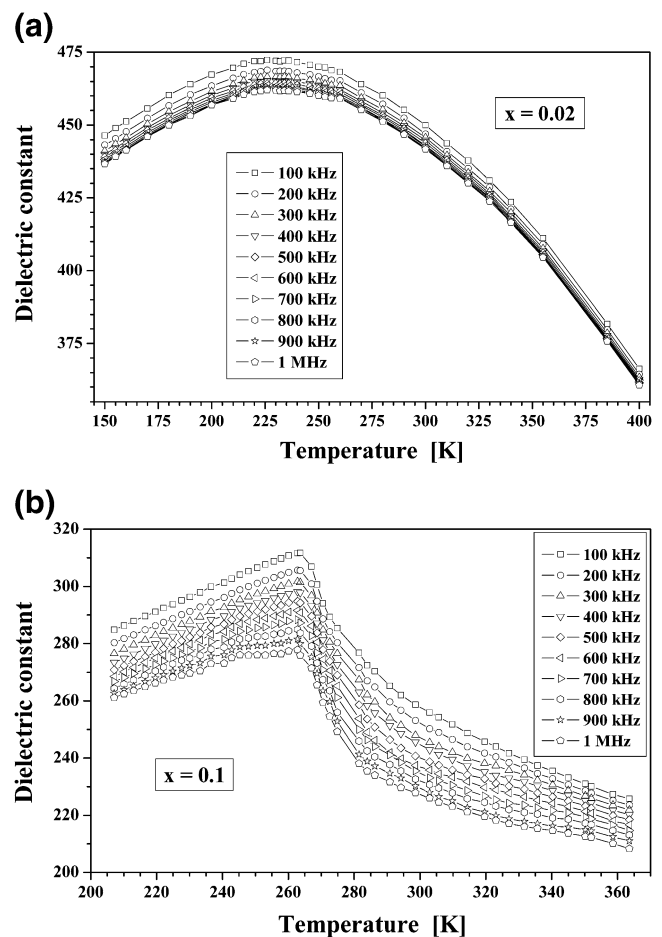 (a)
475
450
425
400
375
Dielectric constant
x = 0.02
100 kHz
200 kHz
300 kHz
400 kHz
500 kHz
600 kHz
700 kHz
800 kHz
900 kHz
1 MHz
150 175 200 225 250 275 300 325 350 375 400
Temperature [K]
(b)
320
300
280
260
240
220
200
Dielectric constant
x = 0.1
100 kHz
200 kHz
300 kHz
400 kHz
500 kHz
600 kHz
700 kHz
800 kHz
900 kHz
1 MHz
200 220 240 260 280 300 320 340 360
Temperature [K]